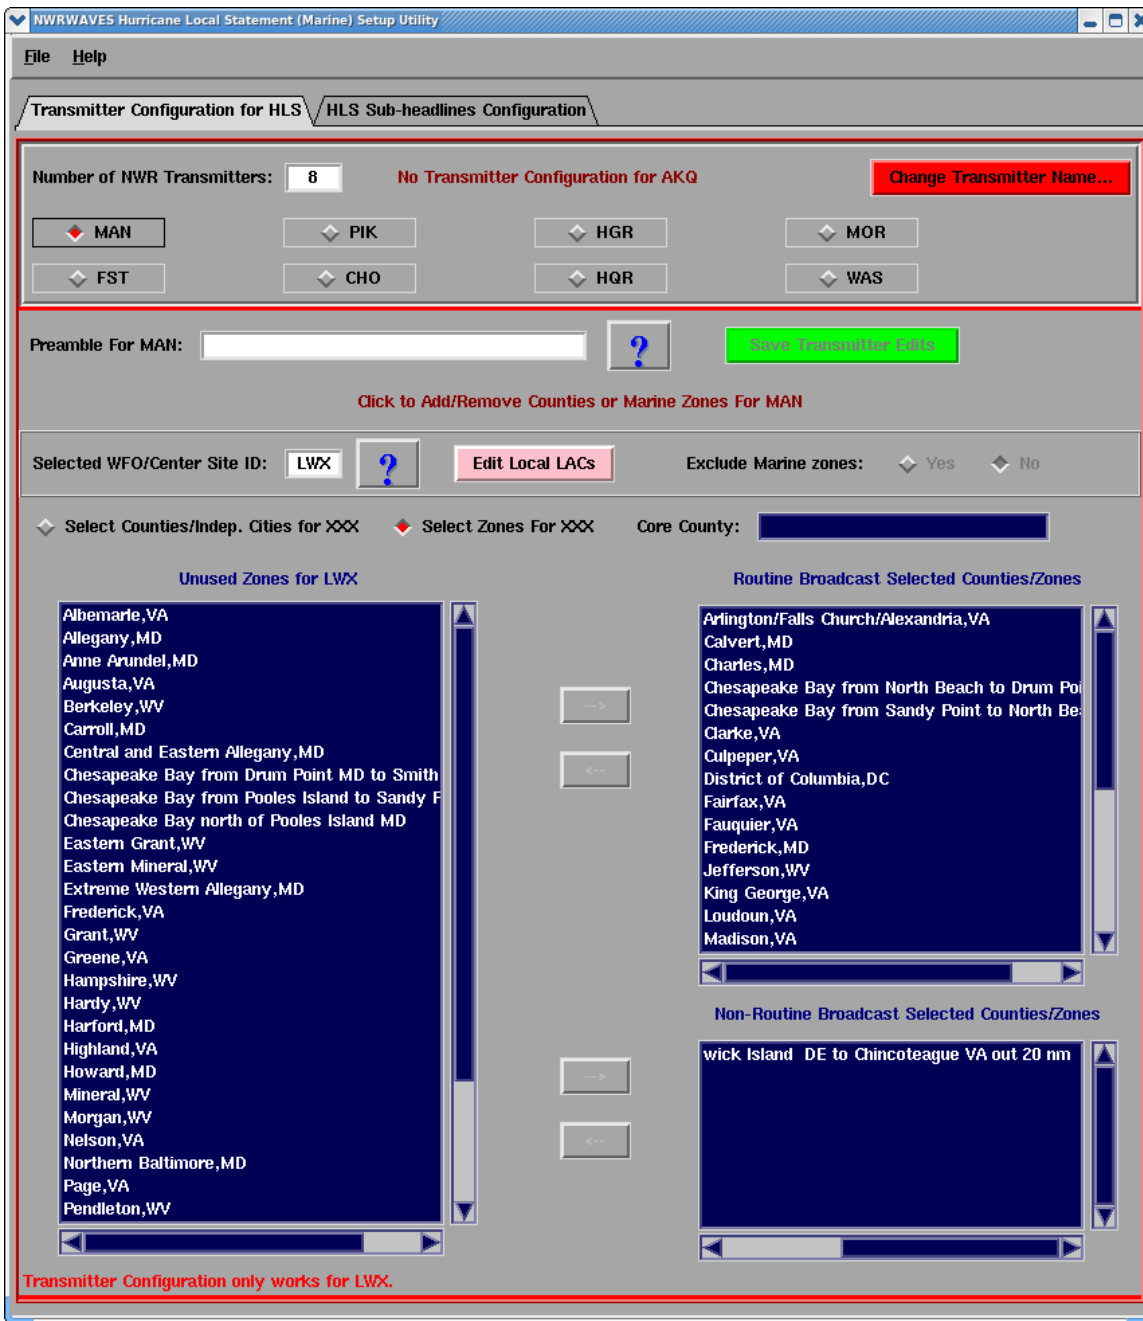 NWRWAVES Hurricane Local Statement (Marine) Setup Utility
File Help
Transmitter Configuration for HLS HLS Sub-headlines Configuration
Number of NWR Transmitters: 8 No Transmitter Configuration for AKQ Change Transmitter Name...
MAN PIK HGR MOR
FST CHO HQR WAS
Preamble For MAN: ? Save Transmitter Edits
Click to Add/Remove Counties or Marine Zones For MAN
Selected WFO/Center Site ID: LWX ? Edit Local LACs Exclude Marine zones: Yes No
Select Counties/Indep. Cities for XXX Select Zones For XXX Core County:
Unused Zones for LWX
Albemarle,VA
Allegany,MD
Anne Arundel,MD
Augusta,VA
Berkeley,WV
Carroll,MD
Central and Eastern Allegany,MD
Chesapeake Bay from Drum Point MD to Smith
Chesapeake Bay from Pooles Island to Sandy
Chesapeake Bay north of Pooles Island MD
Eastern Grant,WV
Eastern Mineral,WV
Extreme Western Allegany,MD
Frederick,VA
Grant,WV
Greene,VA
Hampshire,WV
Hardy,WV
Harford,MD
Highland,VA
Howard,MD
Mineral,WV
Morgan,WV
Nelson,VA
Northern Baltimore,MD
Page,VA
Pendleton,WV
-->
<--
-->
<--
Routine Broadcast Selected Counties/Zones
Arlington/Falls Church/Alexandria,VA
Calvert,MD
Charles,MD
Chesapeake Bay from North Beach to Drum Poi
Chesapeake Bay from Sandy Point to North Be
Clarke,VA
Culpeper,VA
District of Columbia,DC
Fairfax,VA
Fauquier,VA
Frederick,MD
Jefferson,WV
King George,VA
Loudoun,VA
Madison,VA
Non-Routine Broadcast Selected Counties/Zones
wick Island DE to Chincoteague VA out 20 nm
Transmitter Configuration only works for LWX.